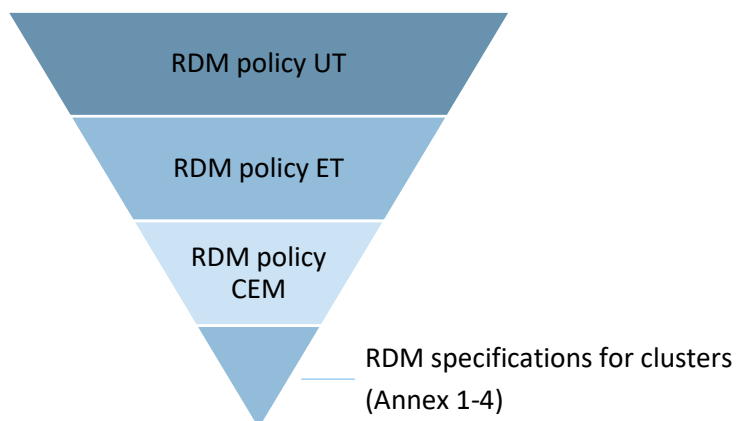 RDM policy UT
RDM policy ET
RDM policy
CEM
RDM specifications for clusters
(Annex 1-4)